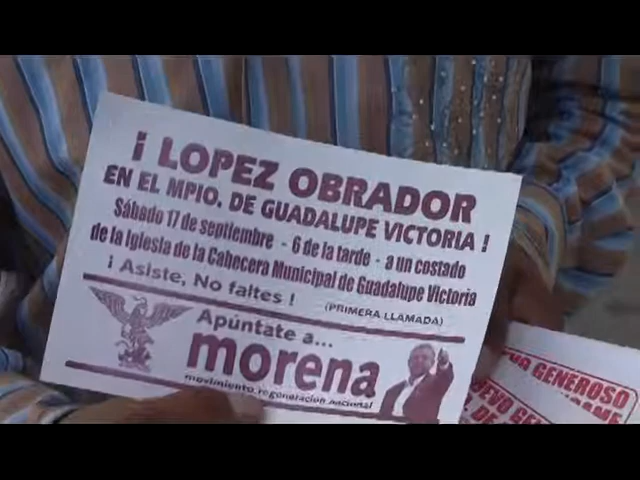 ¡ LOPEZ OBRADOR
EN EL MPIO. DE GUADALUPE VICTORIA !
Sábado 17 de septiembre - 6 de la tarde - a un costado
de la Iglesia de la Cabecera Municipal de Guadalupe Victoria
¡ Asiste, No faltes !
(PRIMERA LLAMADA)
Apúntate a...
morena
movimiento regeneración nacional
GENEROSO